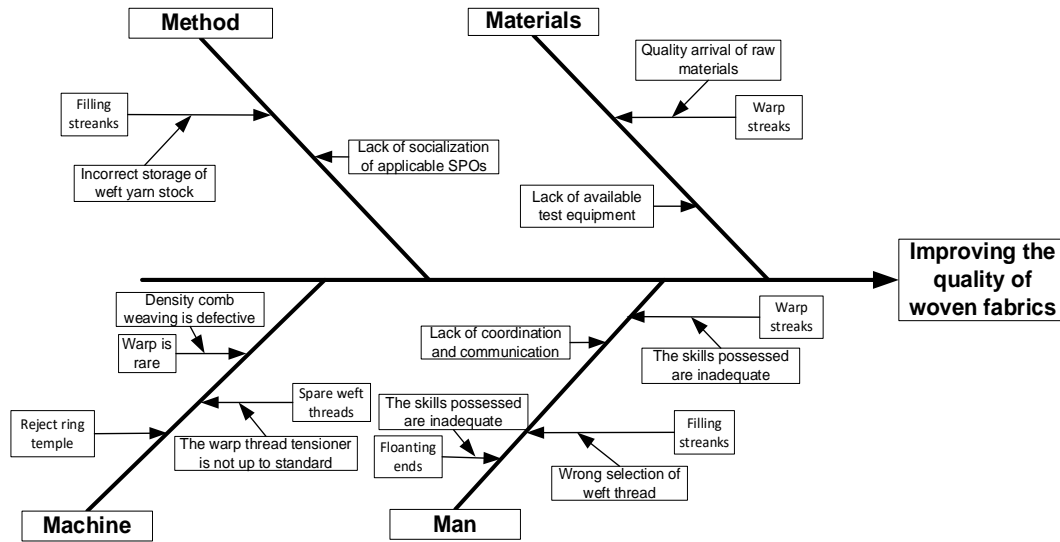 Method
Materials
Quality arrival of raw
materials
Filling
streanks
Warp
streaks
Lack of socialization
of applicable SPOs
Incorrect storage of
weft yarn stock
Lack of available
test equipment
Improving the
quality of
woven fabrics
Density comb
weaving is defective
Warp is
rare
Lack of coordination
and communication
Warp
streaks
The skills possessed
are inadequate
Spare weft
threads
The skills possessed
are inadequate
Reject ring
temple
The warp thread tensioner
is not up to standard
Floanting
ends
Filling
streanks
Wrong selection of
weft thread
Machine
Man